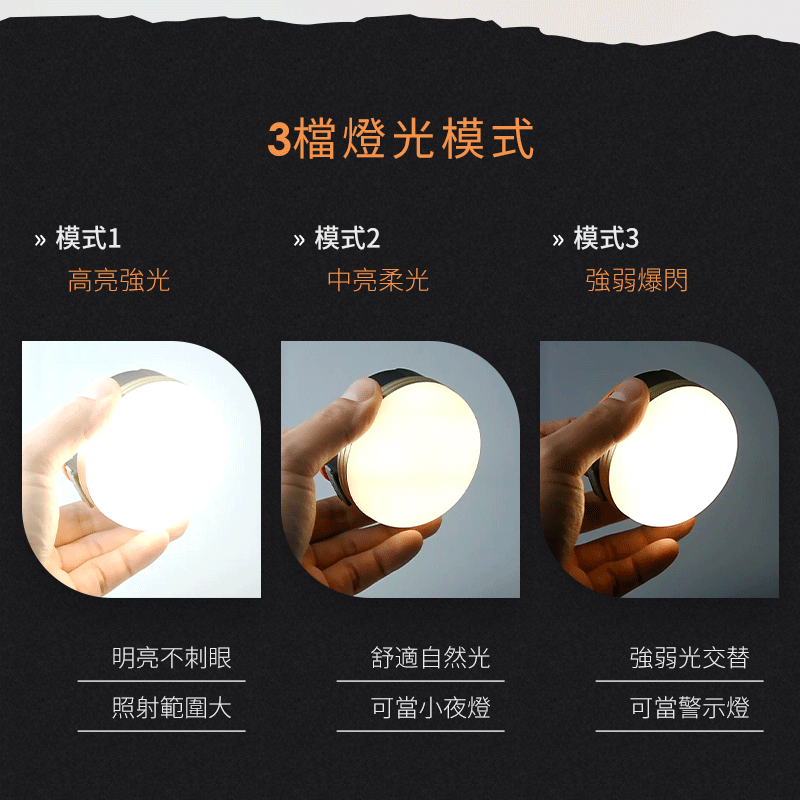 3檔燈光模式
» 模式1
高亮強光
» 模式2
中亮柔光
» 模式3
強弱爆閃
明亮不刺眼
照射範圍大
舒適自然光
可當小夜燈
強弱光交替
可當警示燈